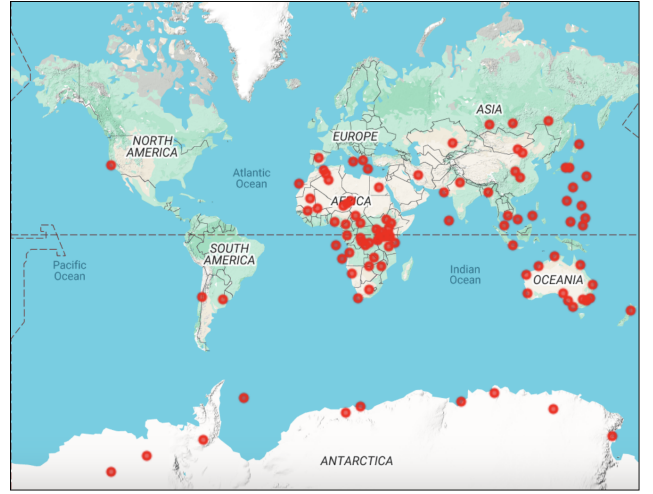 ASIA
NORTH
AMERICA
EUROPE
Atlantic
Ocean
AFRICA
SOUTH
AMERICA
Pacific
Ocean
Indian
Ocean
OCEANIA
ANTARCTICA